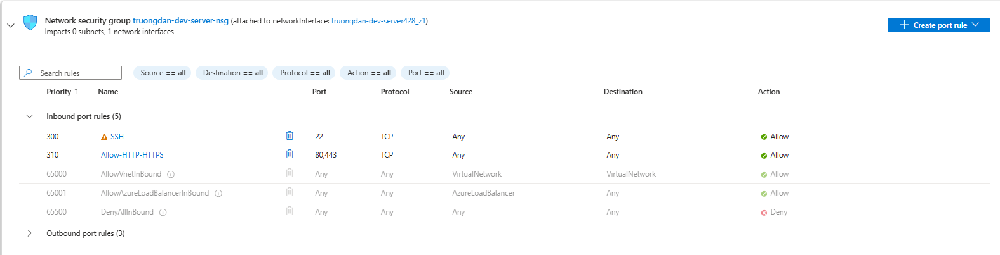 Network security group truongdan-dev-server-nsg (attached to networkInterface: truongdan-dev-server428_z1)
Impacts 0 subnets, 1 network interfaces
Create port rule
Search rules
Source == all
Destination == all
Protocol == all
Action == all
Port == all
Priority ↑ Name Port Protocol Source Destination Action
Inbound port rules (5)
300 SSH 22 TCP Any Any Allow
310 Allow-HTTP-HTTPS 80,443 TCP Any Any Allow
65000 AllowVnetInBound Any Any VirtualNetwork VirtualNetwork Allow
65001 AllowAzureLoadBalancerInBound Any Any AzureLoadBalancer Any Allow
65500 DenyAllInBound Any Any Any Any Deny
Outbound port rules (3)